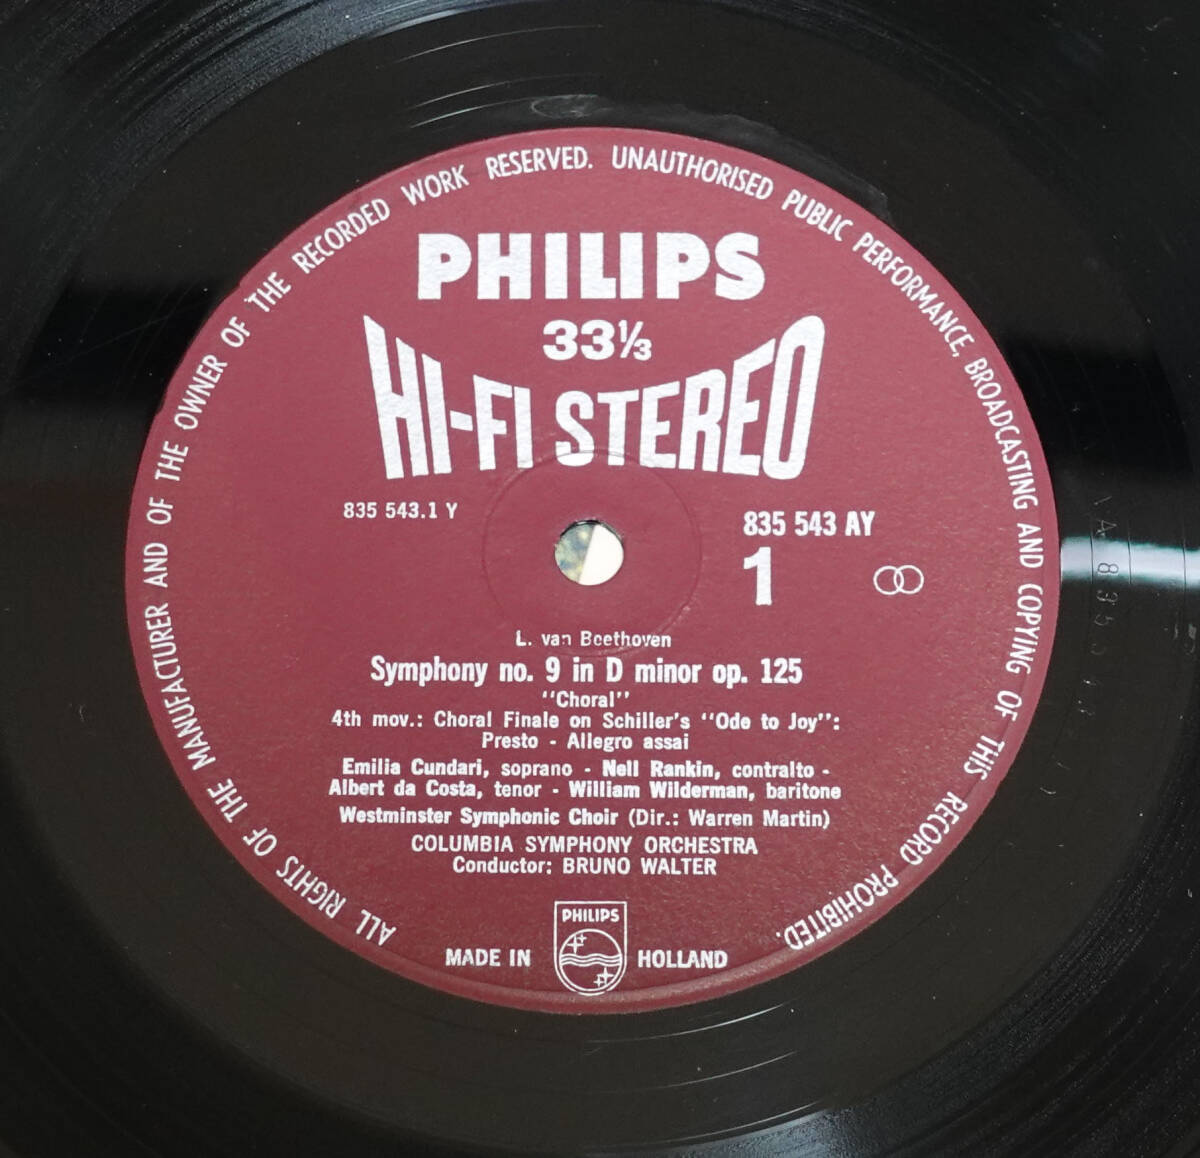 ALL RIGHTS OF THE MANUFACTURER AND OF THE OWNER OF THE RECORDED WORK RESERVED. UNAUTHORISED PUBLIC PERFORMANCE, BROADCASTING AND COPYING OF THIS RECORD PROHIBITED.
PHILIPS
33⅓
HI-FI STEREO
835 543.1 Y
835 543 AY
1
L. van Beethoven
Symphony no. 9 in D minor op. 125
"Choral"
4th mov.: Choral Finale on Schiller's "Ode to Joy":
Presto - Allegro assai
Emilia Cundari, soprano - Nell Rankin, contralto -
Albert da Costa, tenor - William Wilderman, baritone
Westminster Symphonic Choir (Dir.: Warren Martin)
COLUMBIA SYMPHONY ORCHESTRA
Conductor: BRUNO WALTER
PHILIPS
MADE IN HOLLAND